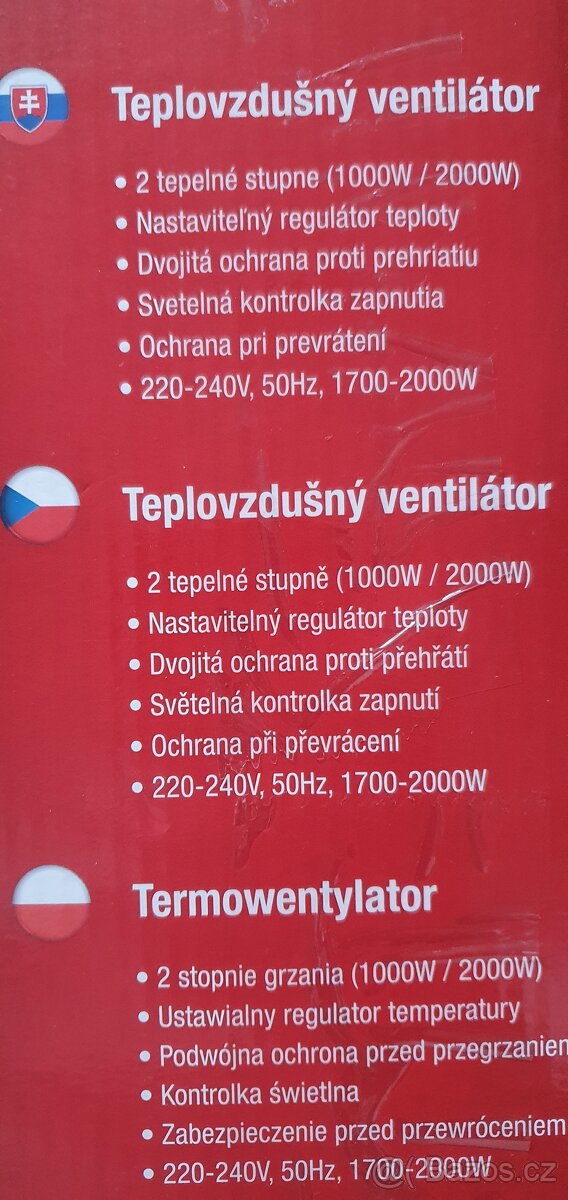 Teplovzdušný ventilátor
• 2 tepelné stupne (1000W / 2000W)
• Nastaviteľný regulátor teploty
• Dvojitá ochrana proti prehriatiu
• Svetelná kontrolka zapnutia
• Ochrana pri prevrátení
• 220-240V, 50Hz, 1700-2000W
Teplovzdušný ventilátor
• 2 tepelné stupně (1000W / 2000W)
• Nastavitelný regulátor teploty
• Dvojitá ochrana proti přehřátí
• Světelná kontrolka zapnutí
• Ochrana při převrácení
• 220-240V, 50Hz, 1700-2000W
Termowentylator
• 2 stopnie grzania (1000W / 2000W)
• Ustawialny regulator temperatury
• Podwójna ochrona przed przegrzaniem
• Kontrolka świetlna
• Zabezpieczenie przed przewróceniem
• 220-240V, 50Hz, 1700-2000W
Bazos.cz